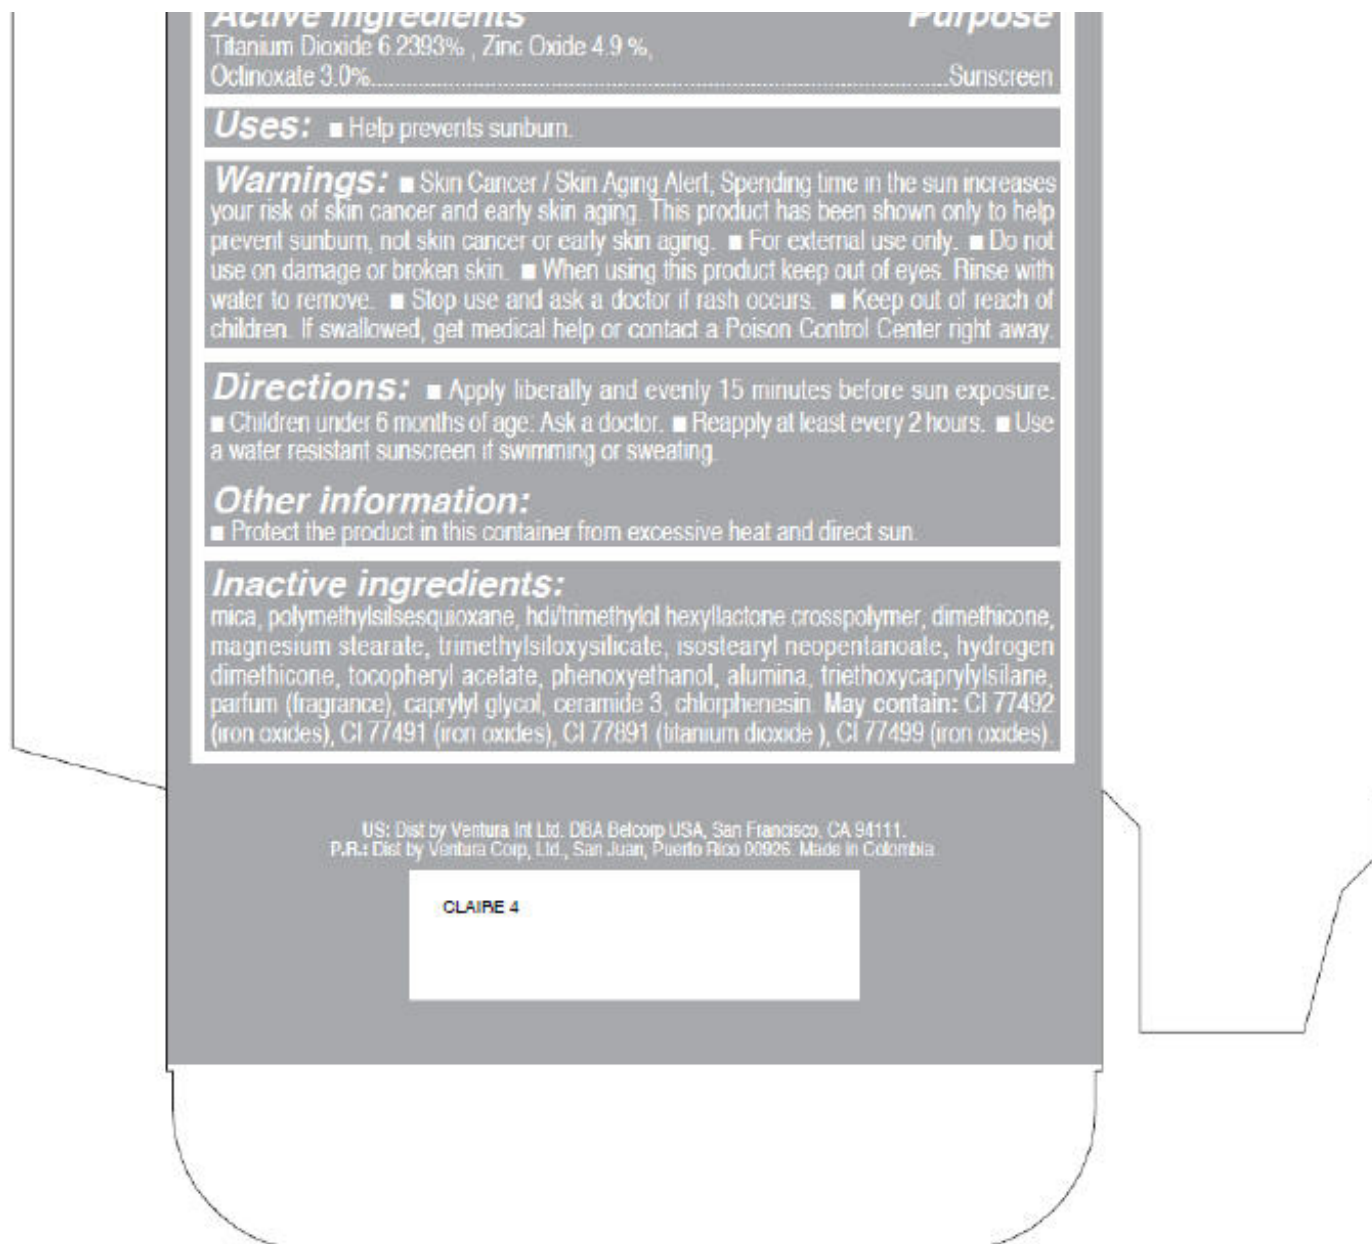 Active Ingredients Purpose
Titanium Dioxide 6.2393% , Zinc Oxide 4.9 %,
Octinoxate 3.0%..........................................................................................................Sunscreen
Uses: ■ Help prevents sunburn.
Warnings: ■ Skin Cancer / Skin Aging Alert; Spending time in the sun increases
your risk of skin cancer and early skin aging. This product has been shown only to help
prevent sunburn, not skin cancer or early skin aging. ■ For external use only. ■ Do not
use on damage or broken skin. ■ When using this product keep out of eyes. Rinse with
water to remove. ■ Stop use and ask a doctor if rash occurs. ■ Keep out of reach of
children. If swallowed, get medical help or contact a Poison Control Center right away.
Directions: ■ Apply liberally and evenly 15 minutes before sun exposure.
■ Children under 6 months of age: Ask a doctor. ■ Reapply at least every 2 hours. ■ Use
a water resistant sunscreen if swimming or sweating.
Other information:
■ Protect the product in this container from excessive heat and direct sun.
Inactive ingredients:
mica, polymethylsilsesquioxane, hdi/trimethylol hexyllactone crosspolymer, dimethicone,
magnesium stearate, trimethylsiloxysilicate, isostearyl neopentanoate, hydrogen
dimethicone, tocopheryl acetate, phenoxyethanol, alumina, triethoxycaprylylsilane,
parfum (fragrance), caprylyl glycol, ceramide 3, chlorphenesin. May contain: CI 77492
(iron oxides), CI 77491 (iron oxides), CI 77891 (titanium dioxide ), CI 77499 (iron oxides).
US: Dist by Ventura Int Ltd. DBA Belcorp USA, San Francisco, CA 94111.
P.R.: Dist by Ventura Corp, Ltd., San Juan, Puerto Rico 00926. Made in Colombia.
CLAIRE 4